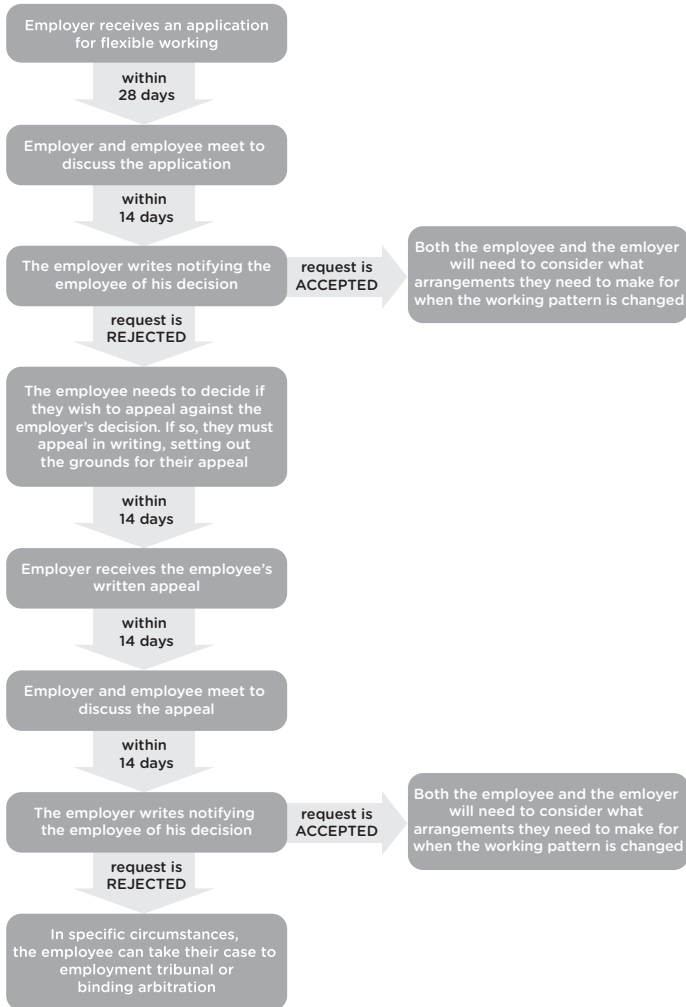 Employer receives an application
for flexible working
within
28 days
Employer and employee meet to
discuss the application
within
14 days
The employer writes notifying the
employee of his decision
request is
ACCEPTED
Both the employee and the emloyer
will need to consider what
arrangements they need to make for
when the working pattern is changed
request is
REJECTED
The employee needs to decide if
they wish to appeal against the
employer's decision. If so, they must
appeal in writing, setting out
the grounds for their appeal
within
14 days
Employer receives the employee's
written appeal
within
14 days
Employer and employee meet to
discuss the appeal
within
14 days
The employer writes notifying
the employee of his decision
request is
ACCEPTED
Both the employee and the emloyer
will need to consider what
arrangements they need to make for
when the working pattern is changed
request is
REJECTED
In specific circumstances,
the employee can take their case to
employment tribunal or
binding arbitration